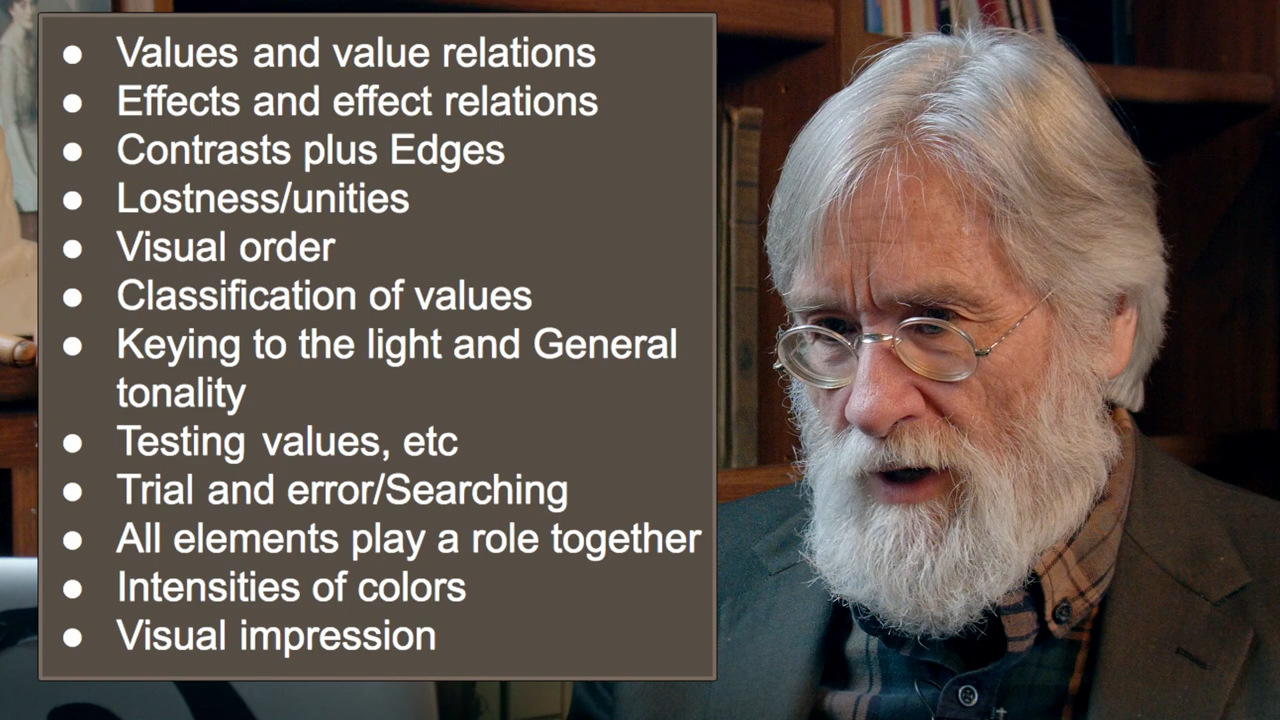 ● Values and value relations
● Effects and effect relations
● Contrasts plus Edges
● Lostness/unities
● Visual order
● Classification of values
● Keying to the light and General
tonality
● Testing values, etc
● Trial and error/Searching
● All elements play a role together
● Intensities of colors
● Visual impression